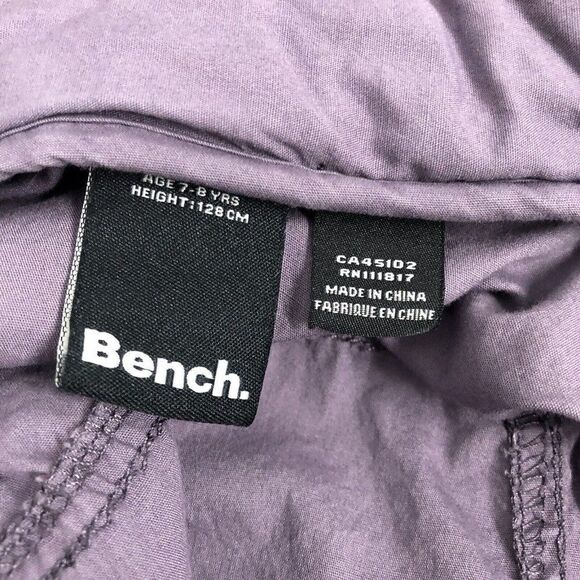 AGE 7-8 YRS
HEIGHT:128 CM
Bench.
CA45102
RN111817
MADE IN CHINA
FABRIQUE EN CHINE